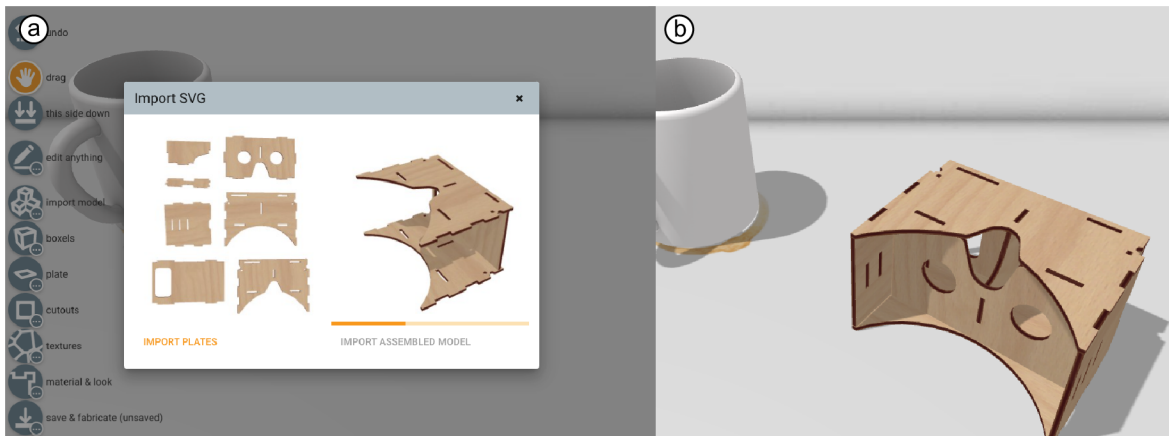 a
b
undo
drag
this side down
edit anything
import model
boxels
plate
cutouts
textures
material & look
save & fabricate (unsaved)
Import SVG
×
IMPORT PLATES
IMPORT ASSEMBLED MODEL